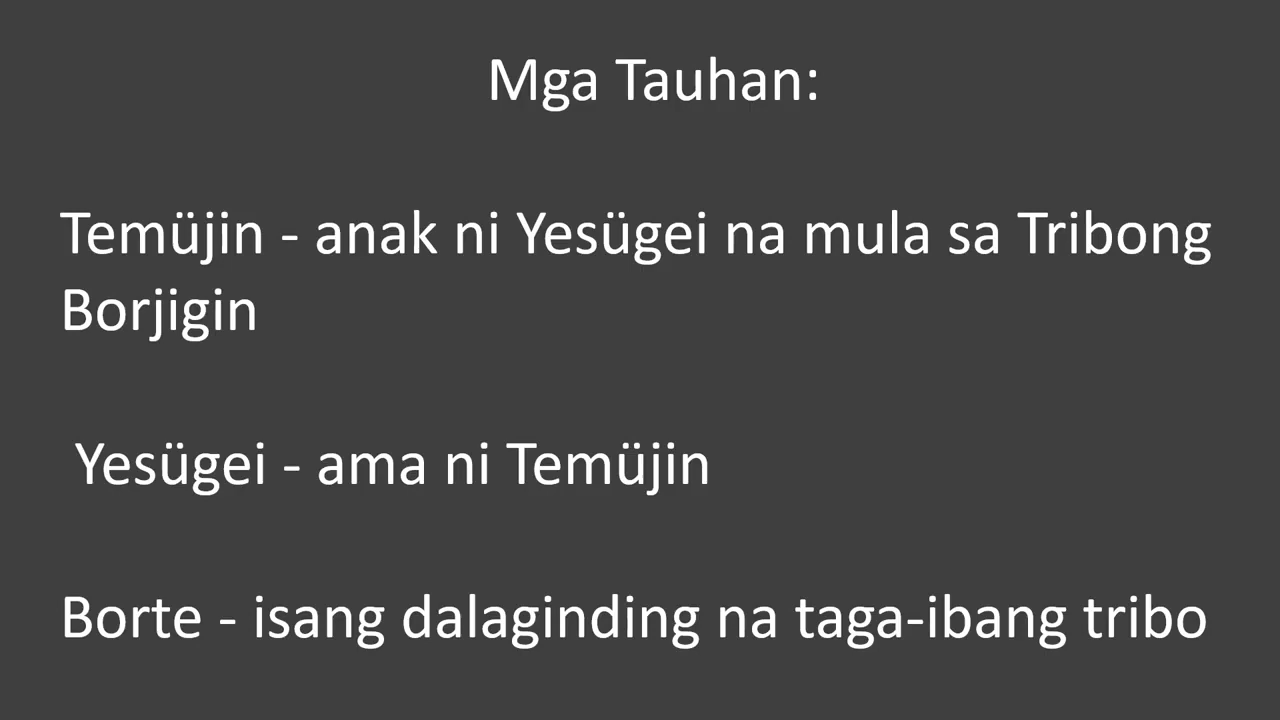 Mga Tauhan:
Temüjin - anak ni Yesügei na mula sa Tribong
Borjigin
Yesügei - ama ni Temüjin
Borte - isang dalaginding na taga-ibang tribo